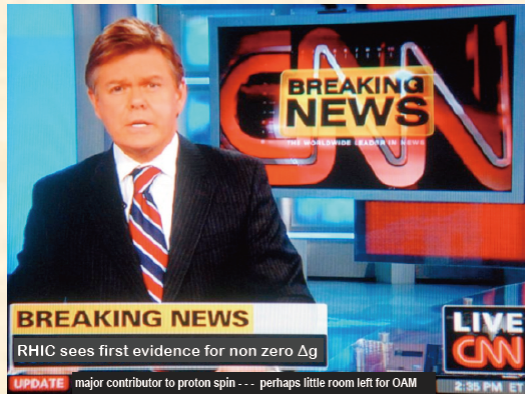 BREAKING
NEWS
THE WORLDWIDE LEADER IN NEWS
CNN
BREAKING NEWS
RHIC sees first evidence for non zero Δg
LIVE
CNN
UPDATE major contributor to proton spin - - - perhaps little room left for OAM
2:35 PM ET